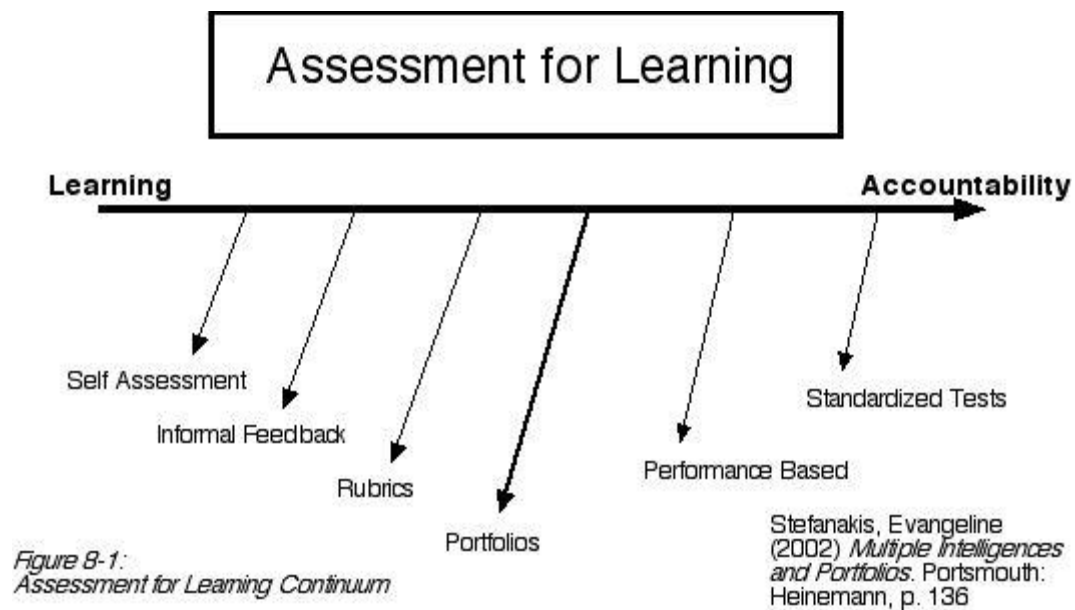 Assessment for Learning
Learning
Accountability
Self Assessment
Informal Feedback
Rubrics
Portfolios
Performance Based
Standardized Tests
Figure 8-1:
Assessment for Learning Continuum
Stefanakis, Evangeline
(2002) Multiple Intelligences
and Portfolios. Portsmouth:
Heinemann, p. 136